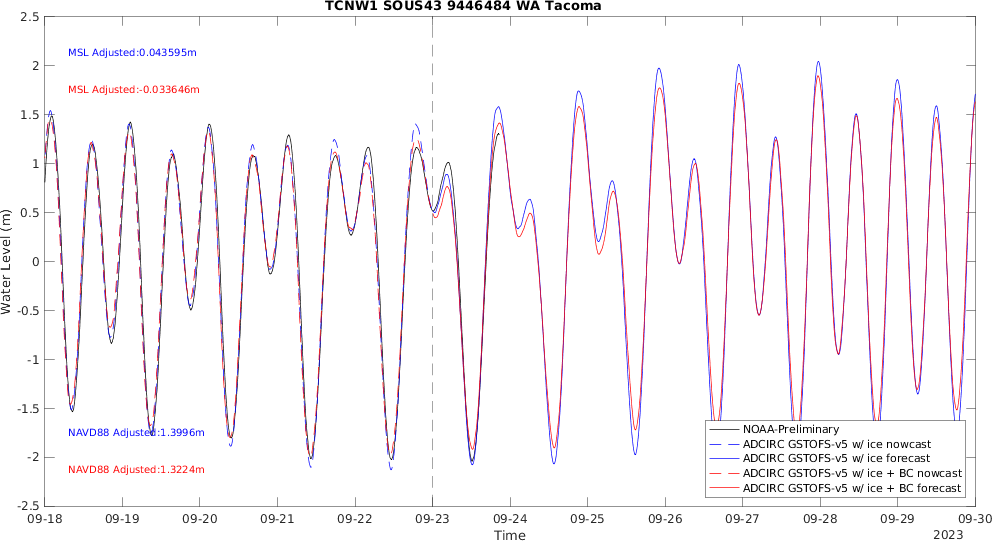 TCNW1 SOUS43 9446484 WA Tacoma
MSL Adjusted:0.043595m
MSL Adjusted:-0.033646m
NAVD88 Adjusted:1.3996m
NAVD88 Adjusted:1.3224m
Water Level (m)
2.5
2
1.5
1
0.5
0
-0.5
-1
-1.5
-2
-2.5
NOAA-Preliminary
ADCIRC GSTOFS-v5 w/ ice nowcast
ADCIRC GSTOFS-v5 w/ ice forecast
ADCIRC GSTOFS-v5 w/ ice + BC nowcast
ADCIRC GSTOFS-v5 w/ ice + BC forecast
09-18 09-19 09-20 09-21 09-22 09-23 09-24 09-25 09-26 09-27 09-28 09-29 09-30
Time
2023